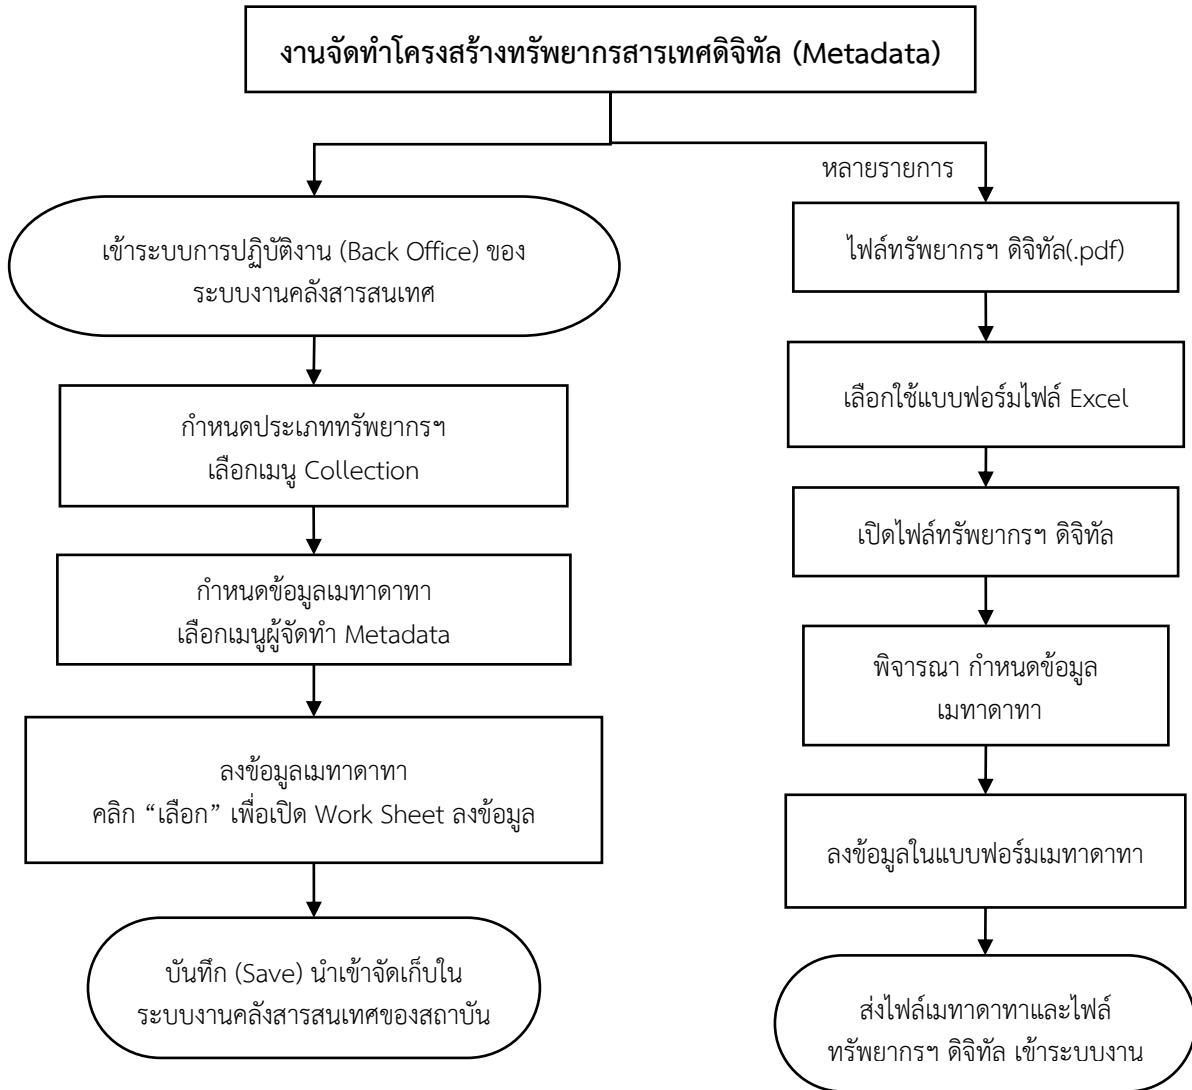 งานจัดทำโครงสร้างทรัพยากรสารเทศดิจิทัล (Metadata)
เข้าระบบการปฏิบัติงาน (Back Office) ของ
ระบบงานคลังสารสนเทศ
กำหนดประเภททรัพยากรฯ
เลือกเมนู Collection
กำหนดข้อมูลเมทาดาทา
เลือกเมนูผู้จัดทำ Metadata
ลงข้อมูลเมทาดาทา
คลิก “เลือก” เพื่อเปิด Work Sheet ลงข้อมูล
บันทึก (Save) นำเข้าจัดเก็บใน
ระบบงานคลังสารสนเทศของสถาบัน
หลายรายการ
ไฟล์ทรัพยากรฯ ดิจิทัล(.pdf)
เลือกใช้แบบฟอร์มไฟล์ Excel
เปิดไฟล์ทรัพยากรฯ ดิจิทัล
พิจารณา กำหนดข้อมูล
เมทาดาทา
ลงข้อมูลในแบบฟอร์มเมทาดาทา
ส่งไฟล์เมทาดาทาและไฟล์
ทรัพยากรฯ ดิจิทัล เข้าระบบงาน